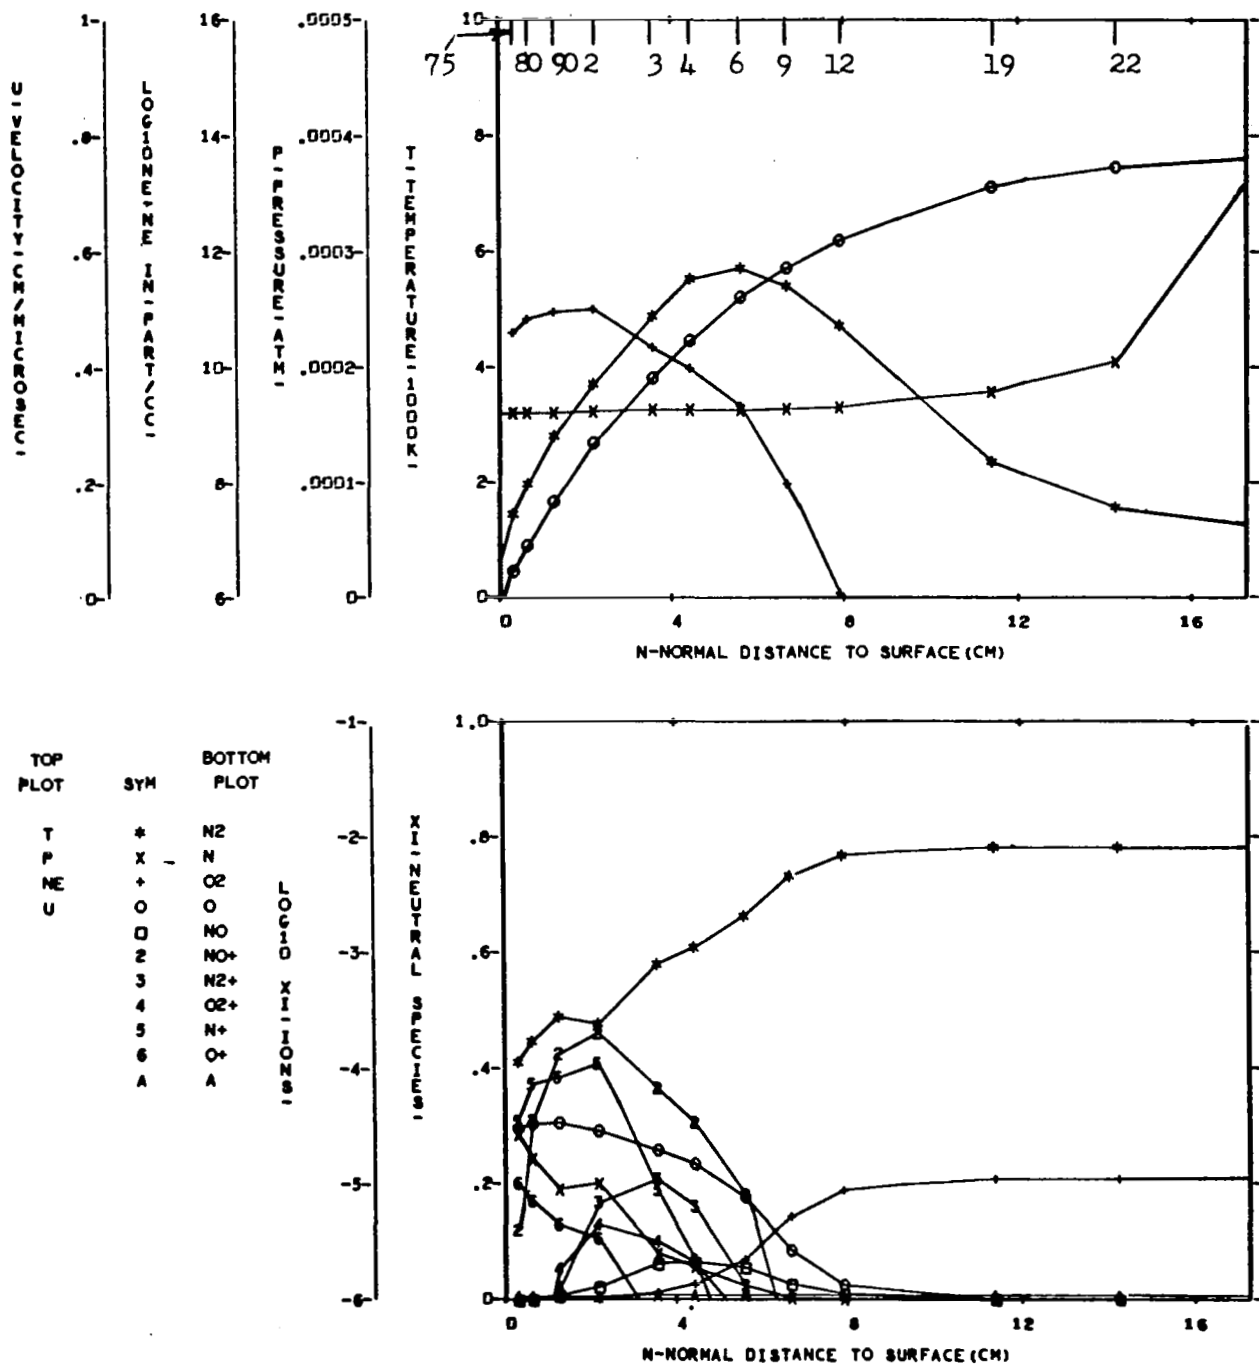 U-VELOCITY-CM/MICROSEC-
1-
.8-
.6-
.4-
.2-
0-
LOG10NE-NE IN-PART/CC-
16-
14-
12-
10-
8-
6-
P-PRESSURE-ATM-
.0005-
.0004-
.0003-
.0002-
.0001-
0-
T-TEMPERATURE-1000K-
10
8
6
4
2
0
75 80 90 2 3 4 6 9 12 19 22
0 4 8 12 16
N-NORMAL DISTANCE TO SURFACE(CM)
TOP PLOT SYM BOTTOM PLOT
T * N2
P X - N
NE + O2
U O O
□ NO
2 NO+
3 N2+
4 O2+
5 N+
6 O+
A A
LOG10 XI-IONS-
-1-
-2-
-3-
-4-
-5-
-6-
XI-NEUTRAL SPECIES-
1.0
.8
.6
.4
.2
0
0 4 8 12 16
N-NORMAL DISTANCE TO SURFACE(CM)